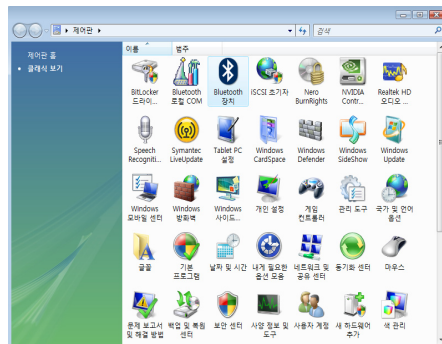 제어판
검색
제어판 홈
클래식 보기
이름 범주
BitLocker 드라이... Bluetooth 로컬 COM Bluetooth 장치 iSCSI 초기자 Nero BurnRights NVIDIA Contr... Realtek HD 오디오 ...
Speech Recogniti... Symantec LiveUpdate Tablet PC 설정 Windows CardSpace Windows Defender Windows SideShow Windows Update
Windows 모바일 센터 Windows 방화벽 Windows 사이드... 개인 설정 게임 컨트롤러 관리 도구 국가 및 언어 옵션
글꼴 기본 프로그램 날짜 및 시간 내게 필요한 옵션 모음 네트워크 및 공유 센터 동기화 센터 마우스
문제 보고서 및 해결 방법 백업 및 복원 센터 보안 센터 사양 정보 및 도구 사용자 계정 새 하드웨어 추가 색 관리